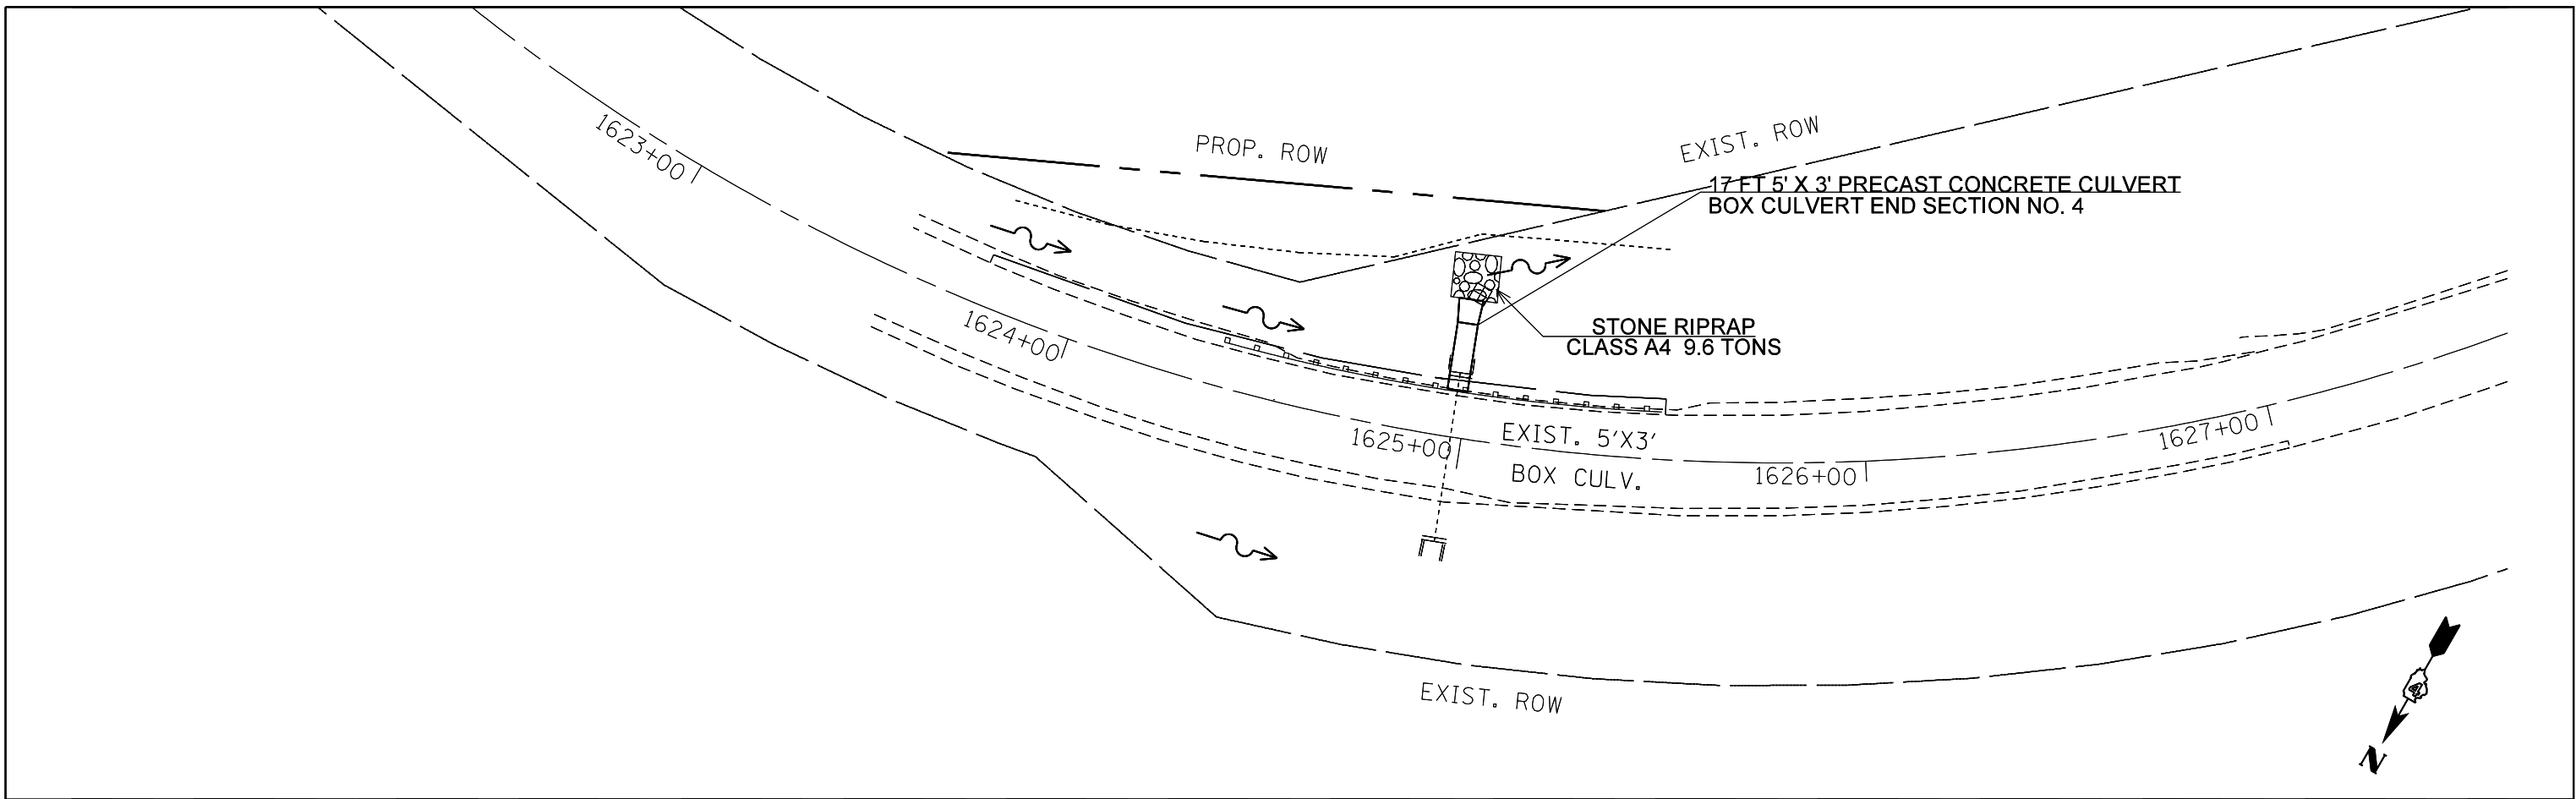 1623+00
PROP. ROW
EXIST. ROW
17 FT 5' X 3' PRECAST CONCRETE CULVERT
BOX CULVERT END SECTION NO. 4
1624+00
STONE RIPRAP
CLASS A4 9.6 TONS
1625+00
EXIST. 5'X3'
BOX CULV.
1626+00
1627+00
EXIST. ROW
4
N